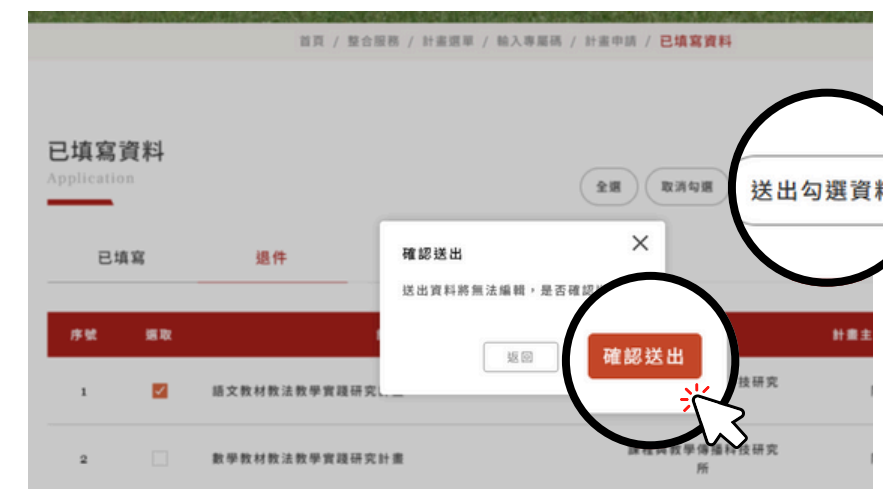 首頁 / 整合服務 / 計畫選單 / 輸入專屬碼 / 計畫申請 / 已填寫資料
已填寫資料
Application
全選
取消勾選
送出勾選資料
已填寫
退件
確認送出
送出資料將無法編輯,是否確認
返回
確認送出
序號
選取
計畫主
1
語文教材教法教學實踐研究
技研究
2
數學教材教法教學實踐研究計畫
課程與教學傳播科技研究
所